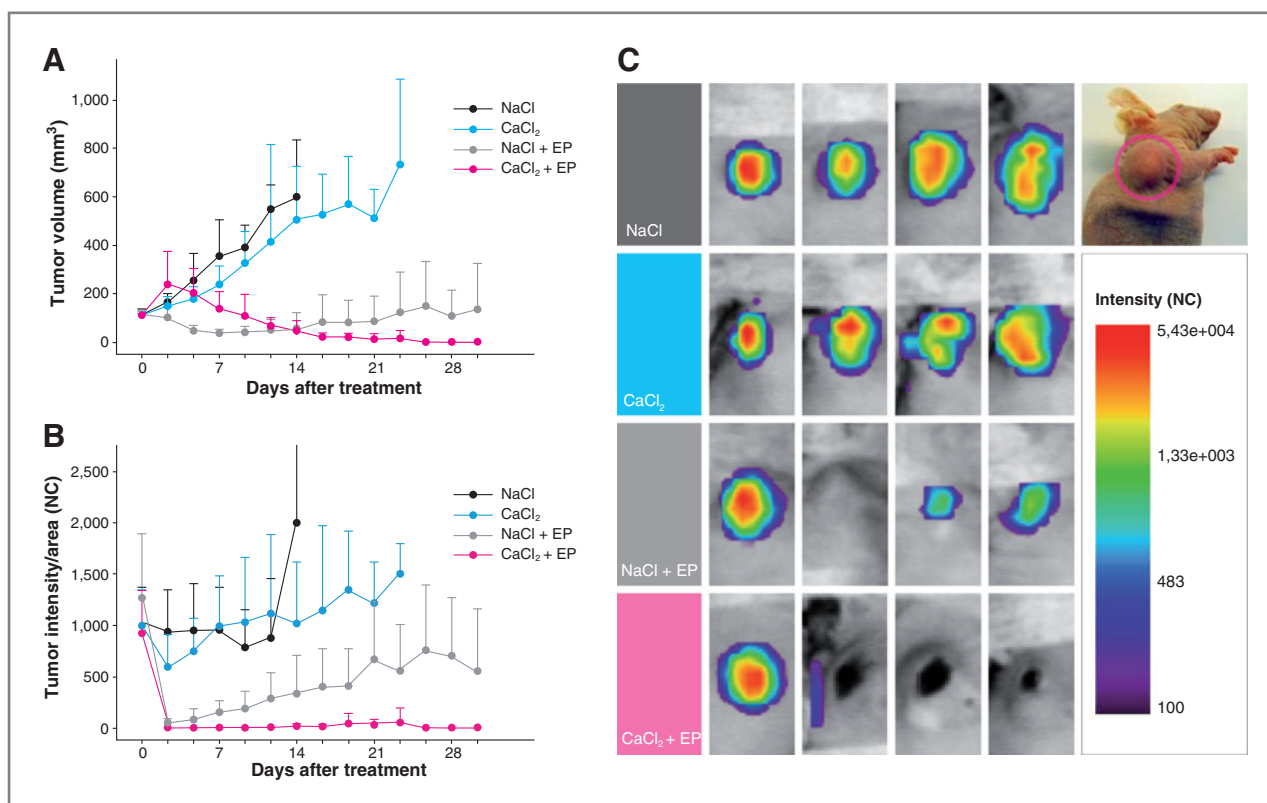 A
Tumor volume (mm³)
1,000
800
600
400
200
0
0 7 14 21 28
Days after treatment
NaCl
CaCl₂
NaCl + EP
CaCl₂ + EP
B
Tumor intensity/area (NC)
2,500
2,000
1,500
1,000
500
0
0 7 14 21 28
Days after treatment
NaCl
CaCl₂
NaCl + EP
CaCl₂ + EP
C
NaCl
CaCl₂
NaCl + EP
CaCl₂ + EP
Intensity (NC)
5,43e+004
1,33e+003
483
100